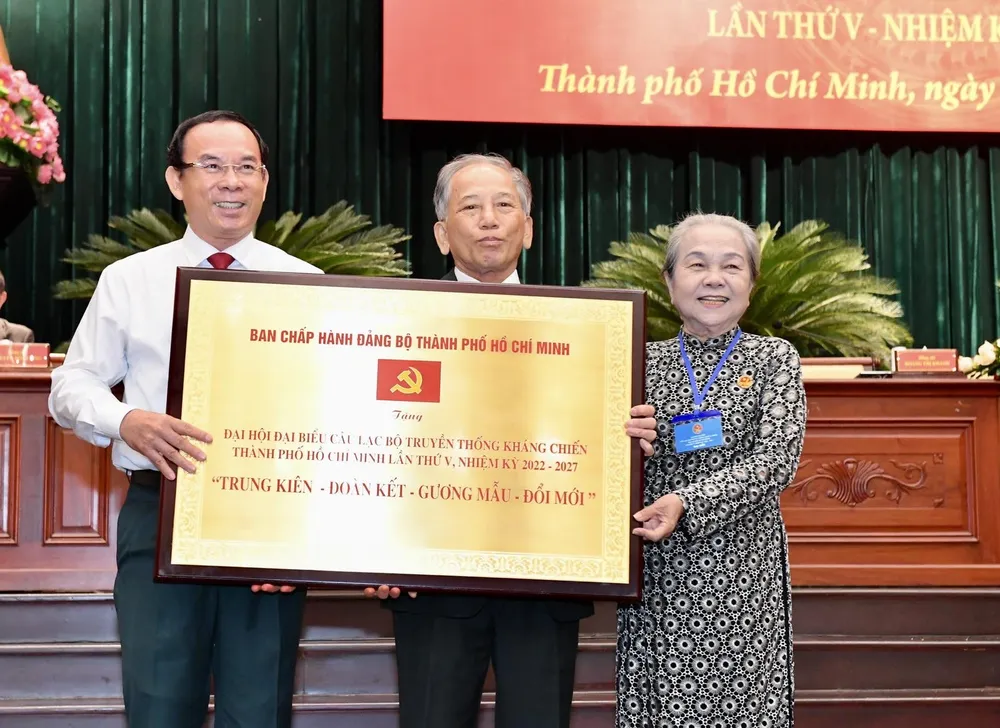 LẦN THỨ V - NHIỆM K
Thành phố Hồ Chí Minh, ngày
BAN CHẤP HÀNH ĐẢNG BỘ THÀNH PHỐ HỒ CHÍ MINH
Tặng
ĐẠI HỘI ĐẠI BIỂU CÂU LẠC BỘ TRUYỀN THỐNG KHÁNG CHIẾN
THÀNH PHỐ HỒ CHÍ MINH LẦN THỨ V, NHIỆM KỲ 2022 - 2027
“TRUNG KIÊN - ĐOÀN KẾT - GƯƠNG MẪU - ĐỔI MỚI”